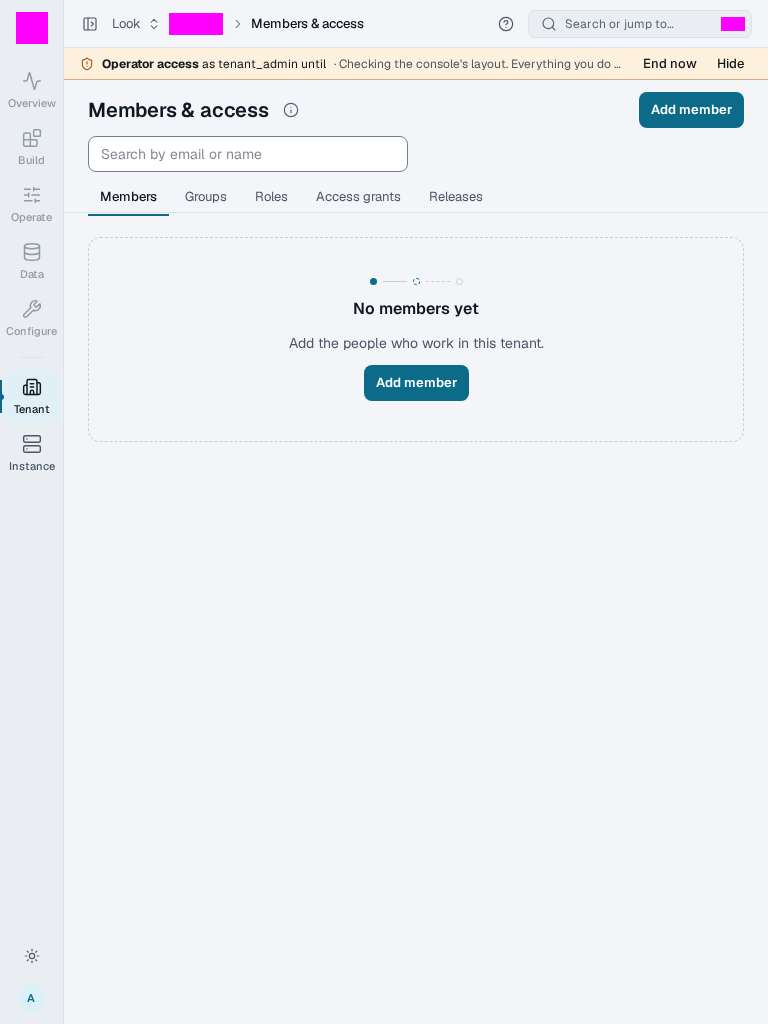 Look
Members & access
Search or jump to...
Operator access as tenant_admin until · Checking the console's layout. Everything you do ...
End now
Hide
Overview
Build
Operate
Data
Configure
Tenant
Instance
A
Members & access
Add member
Search by email or name
Members
Groups
Roles
Access grants
Releases
No members yet
Add the people who work in this tenant.
Add member